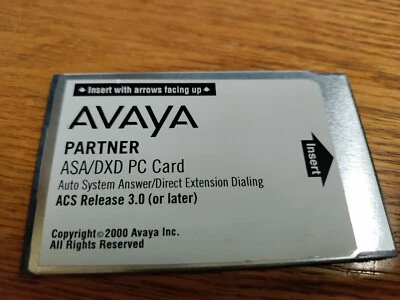 Insert with arrows facing up
AVAYA
PARTNER
ASA/DXD PC Card
Auto System Answer/Direct Extension Dialing
ACS Release 3.0 (or later)
Insert
Copyright©2000 Avaya Inc.
All Rights Reserved